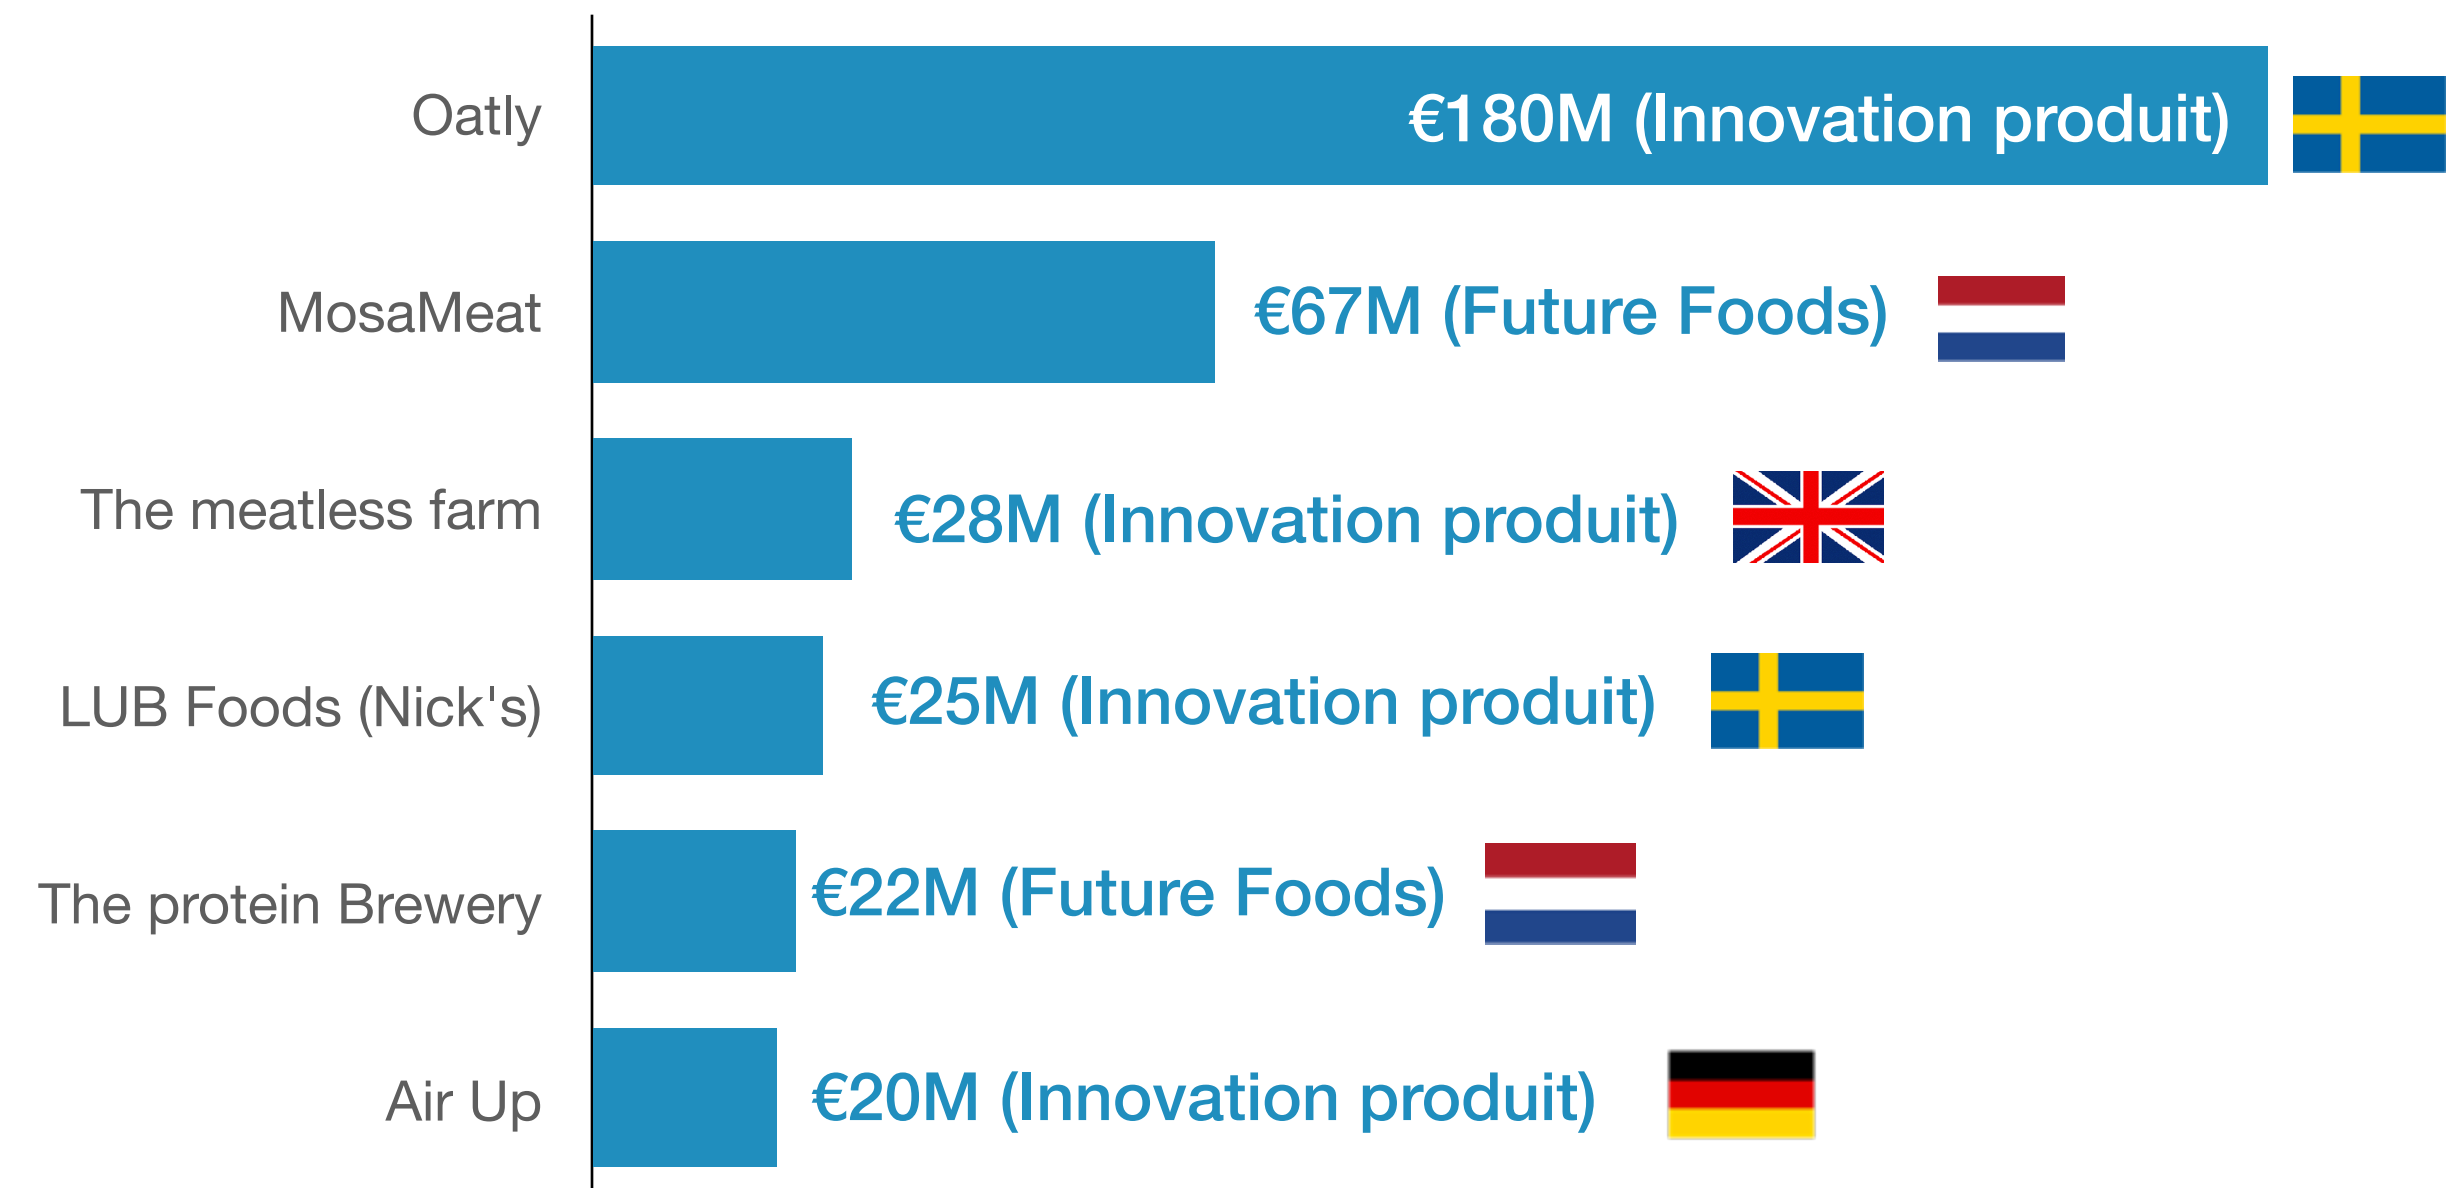 Oatly
€180M (Innovation produit)
MosaMeat
€67M (Future Foods)
The meatless farm
€28M (Innovation produit)
LUB Foods (Nick's)
€25M (Innovation produit)
The protein Brewery
€22M (Future Foods)
Air Up
€20M (Innovation produit)